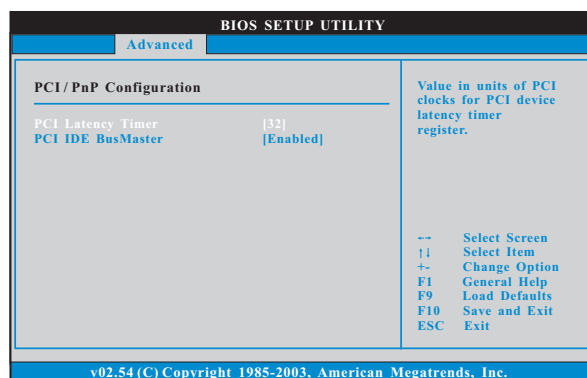 BIOS SETUP UTILITY
Advanced
PCI / PnP Configuration
PCI Latency Timer [32]
PCI IDE BusMaster [Enabled]
Value in units of PCI
clocks for PCI device
latency timer
register.
←→ Select Screen
↑↓ Select Item
+- Change Option
F1 General Help
F9 Load Defaults
F10 Save and Exit
ESC Exit
v02.54 (C) Copyright 1985-2003, American Megatrends, Inc.